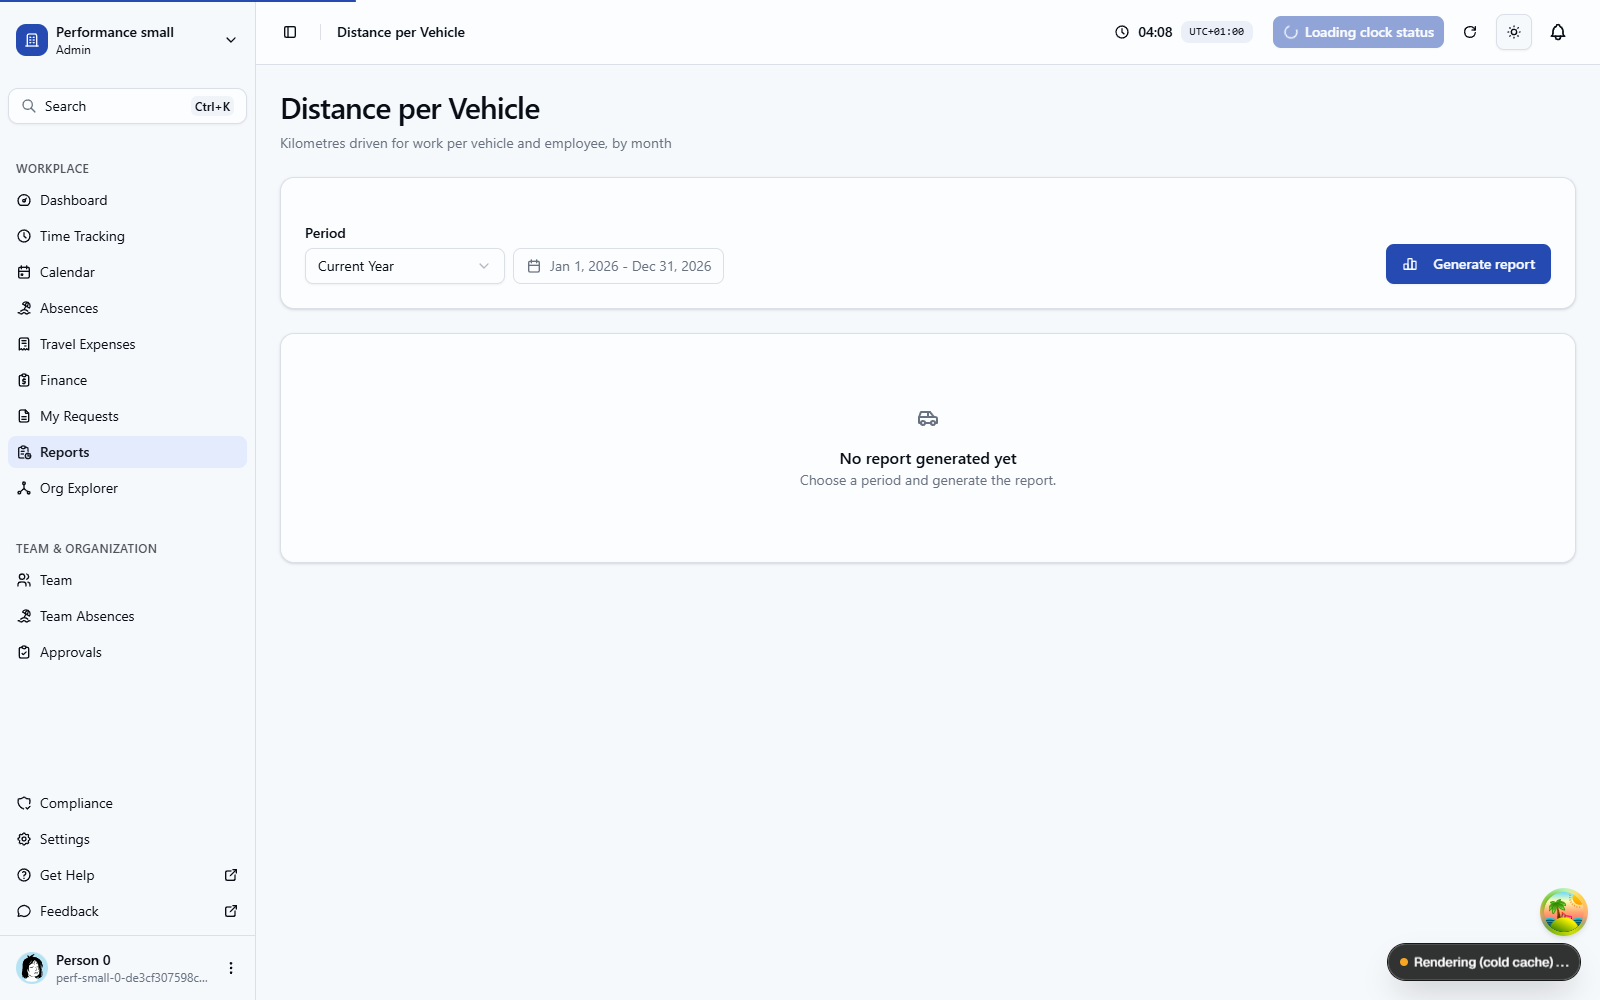 Performance small
Admin
Search
Ctrl+K
WORKPLACE
Dashboard
Time Tracking
Calendar
Absences
Travel Expenses
Finance
My Requests
Reports
Org Explorer
TEAM & ORGANIZATION
Team
Team Absences
Approvals
Compliance
Settings
Get Help
Feedback
Person 0
perf-small-0-de3cf307598c...
Distance per Vehicle
04:08
UTC+01:00
Loading clock status
Distance per Vehicle
Kilometres driven for work per vehicle and employee, by month
Period
Current Year
Jan 1, 2026 - Dec 31, 2026
Generate report
No report generated yet
Choose a period and generate the report.
Rendering (cold cache) ...